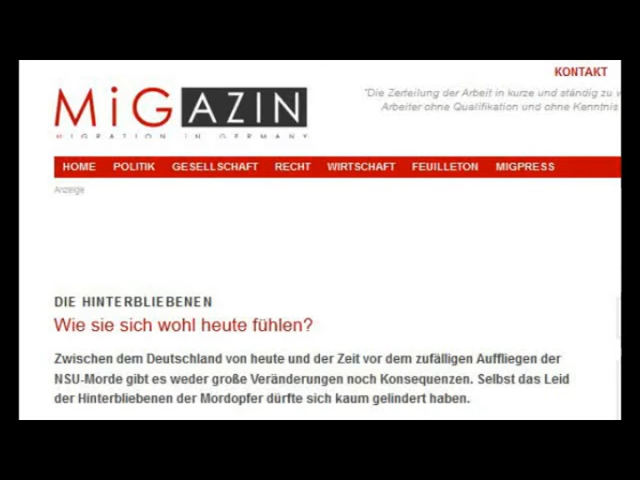 KONTAKT
MiGAZIN
MIGRATION IN GERMANY
"Die Zerteilung der Arbeit in kurze und ständig zu
Arbeiter ohne Qualifikation und ohne Kenntnis
HOME POLITIK GESELLSCHAFT RECHT WIRTSCHAFT FEUILLETON MIGPRESS
Anzeige
DIE HINTERBLIEBENEN
Wie sie sich wohl heute fühlen?
Zwischen dem Deutschland von heute und der Zeit vor dem zufälligen Auffliegen der
NSU-Morde gibt es weder große Veränderungen noch Konsequenzen. Selbst das Leid
der Hinterbliebenen der Mordopfer dürfte sich kaum gelindert haben.